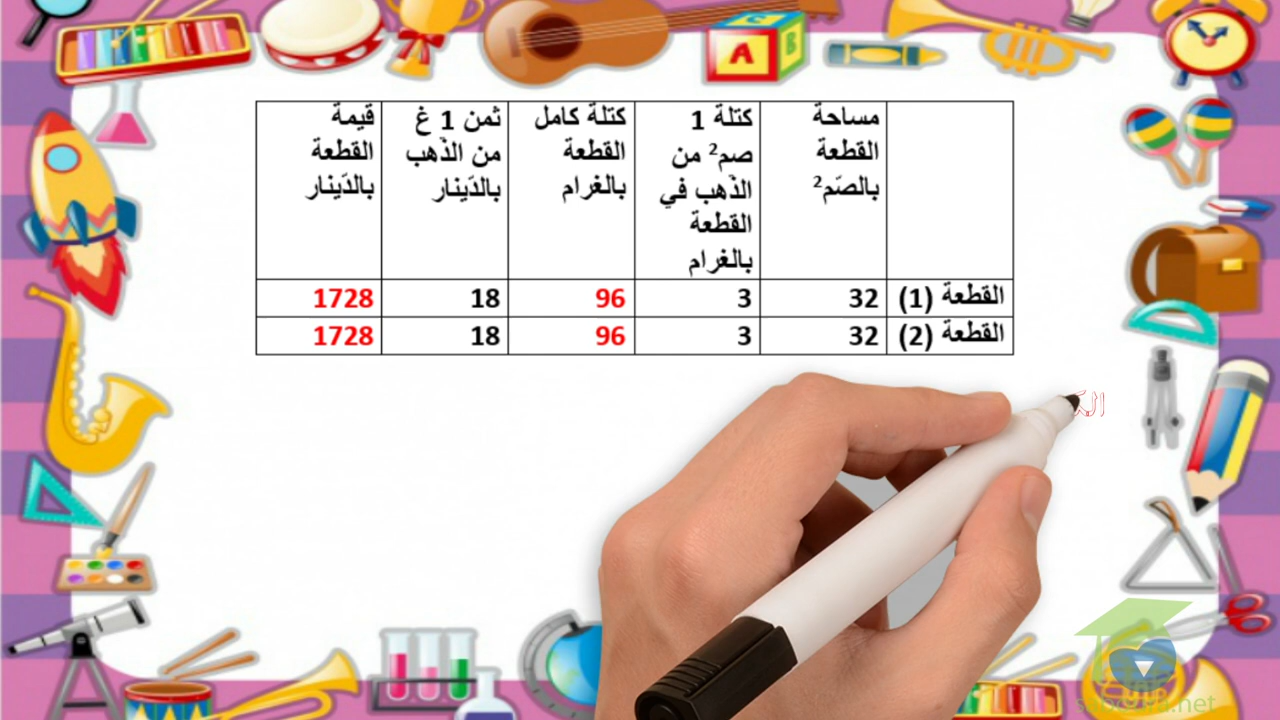 مساحة القطعة بالصّم² | كتلة 1 صم² من الذّهب في القطعة بالغرام | كتلة كامل القطعة بالغرام | ثمن 1 غ من الذّهب بالدّينار | قيمة القطعة بالدّينار
القطعة (1) | 32 | 3 | 96 | 18 | 1728
القطعة (2) | 32 | 3 | 96 | 18 | 1728
A